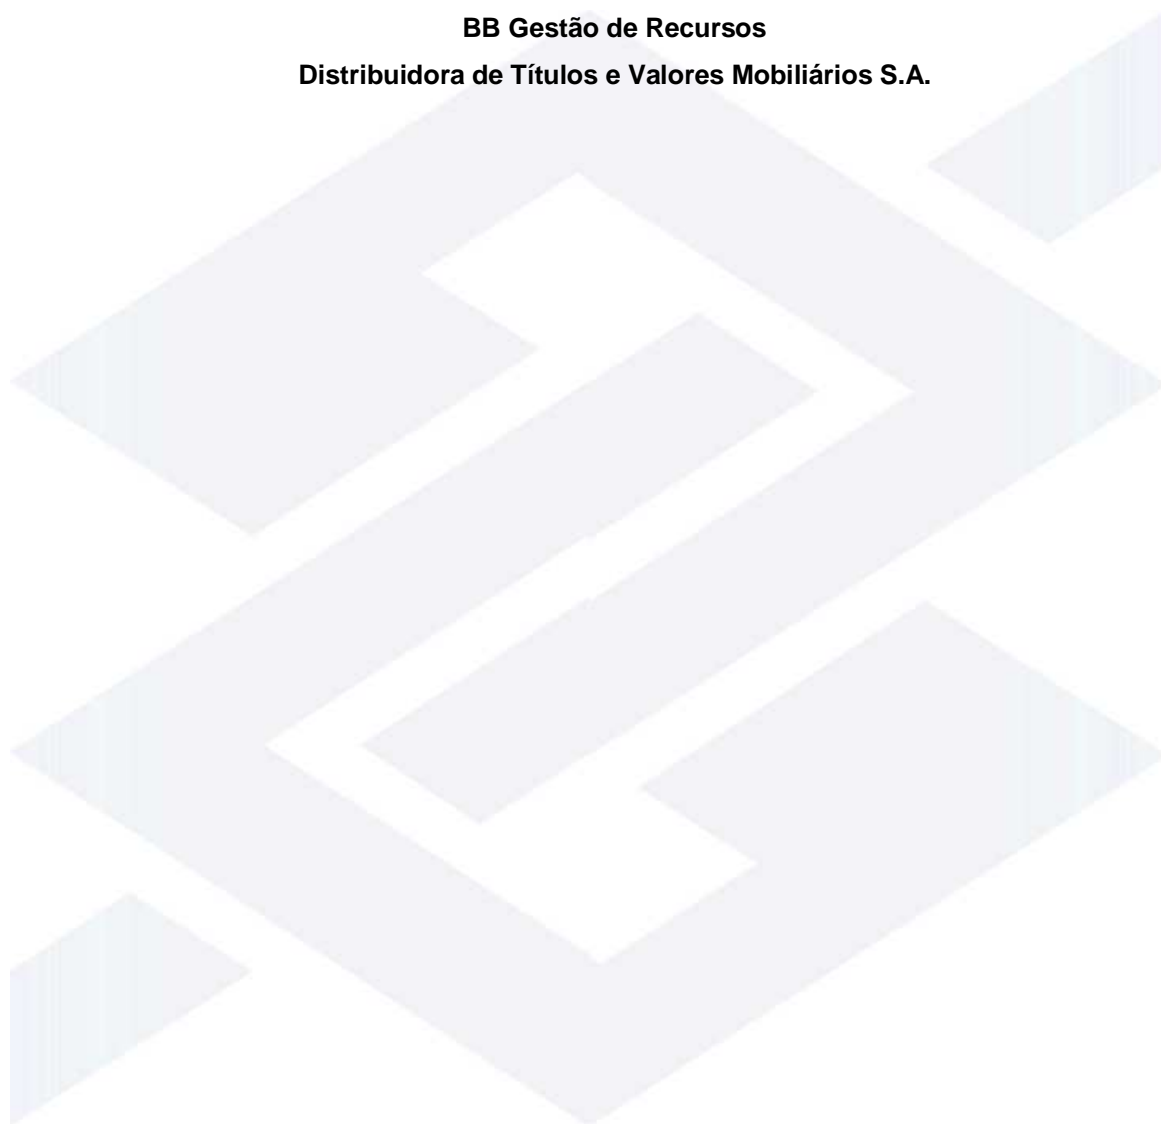 BB Gestão de Recursos
Distribuidora de Títulos e Valores Mobiliários S.A.